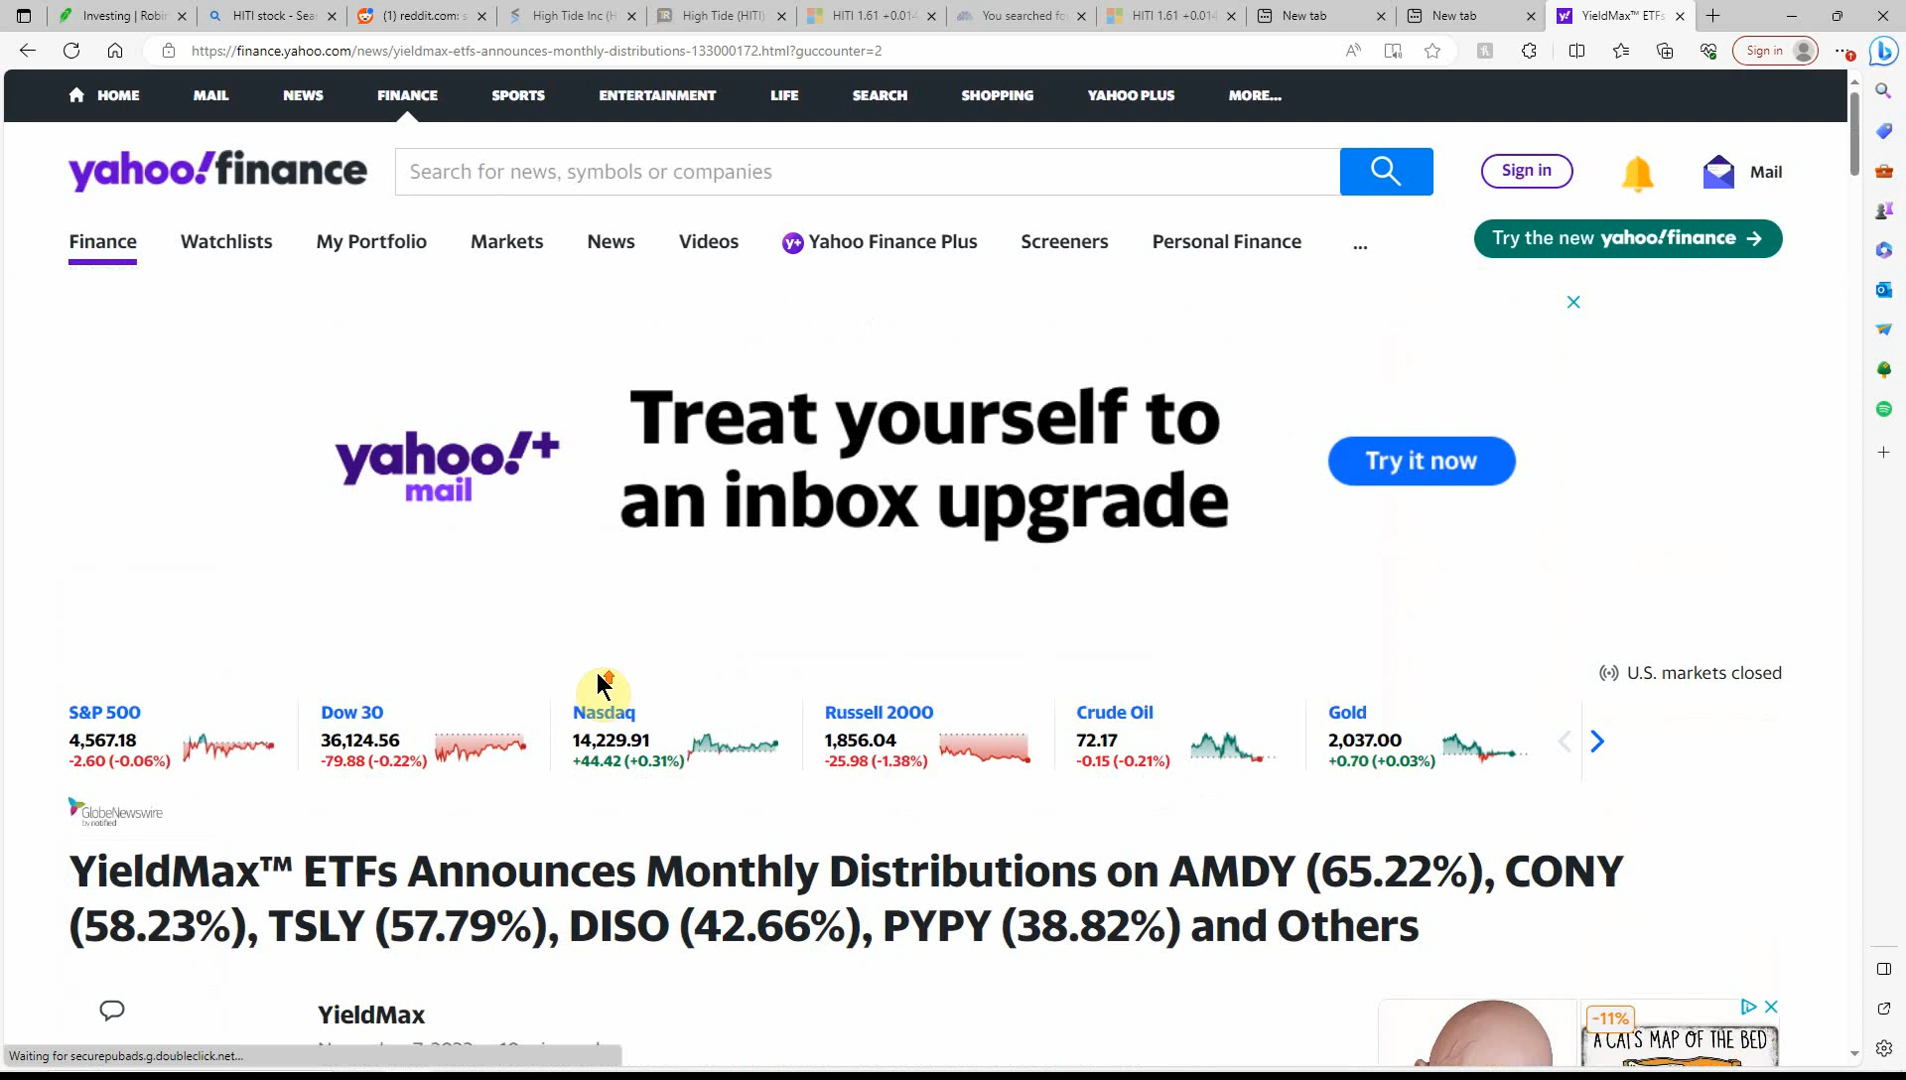 Investing | Robin
HITI stock - Sea
(1) reddit.com: s
High Tide Inc (H
High Tide (HITI)
HITI 1.61 +0.014
You searched fo
HITI 1.61 +0.014
New tab
New tab
YieldMax™ ETFs
https://finance.yahoo.com/news/yieldmax-etfs-announces-monthly-distributions-133000172.html?guccounter=2
Sign in
HOME MAIL NEWS FINANCE SPORTS ENTERTAINMENT LIFE SEARCH SHOPPING YAHOO PLUS MORE...
yahoo!finance
Search for news, symbols or companies
Sign in
Mail
Finance Watchlists My Portfolio Markets News Videos Yahoo Finance Plus Screeners Personal Finance ...
Try the new yahoo!finance →
yahoo!+
mail
Treat yourself to
an inbox upgrade
Try it now
U.S. markets closed
S&P 500
4,567.18
-2.60 (-0.06%)
Dow 30
36,124.56
-79.88 (-0.22%)
Nasdaq
14,229.91
+44.42 (+0.31%)
Russell 2000
1,856.04
-25.98 (-1.38%)
Crude Oil
72.17
-0.15 (-0.21%)
Gold
2,037.00
+0.70 (+0.03%)
GlobeNewswire
by notified
YieldMax™ ETFs Announces Monthly Distributions on AMDY (65.22%), CONY
(58.23%), TSLY (57.79%), DISO (42.66%), PYPY (38.82%) and Others
YieldMax
-11%
A CAT'S MAP OF THE BED
Waiting for securepubads.g.doubleclick.net...